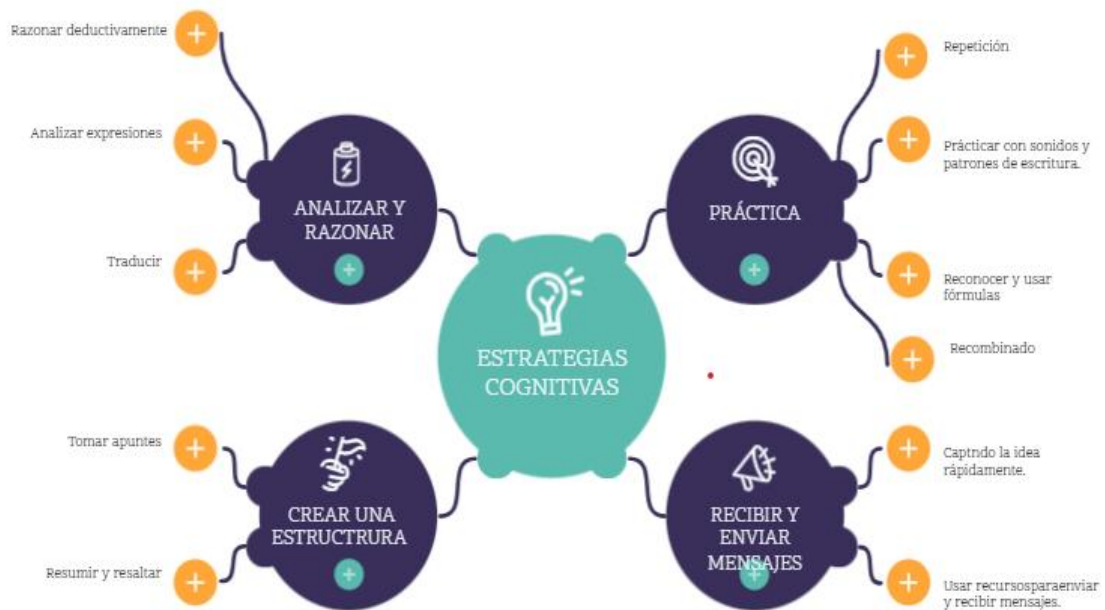 Razonar deductivamente
Analizar expresiones
Traducir
ANALIZAR Y
RAZONAR
Repetición
Prácticar con sonidos y
patrones de escritura.
Reconocer y usar
fórmulas
Recombinado
PRÁCTICA
ESTRATEGIAS
COGNITIVAS
Tomar apuntes
Resumir y resaltar
CREAR UNA
ESTRUCTRURA
RECIBIR Y
ENVIAR
MENSAJES
Captndo la idea
rápidamente.
Usar recursosparaenviar
y recibir mensajes.